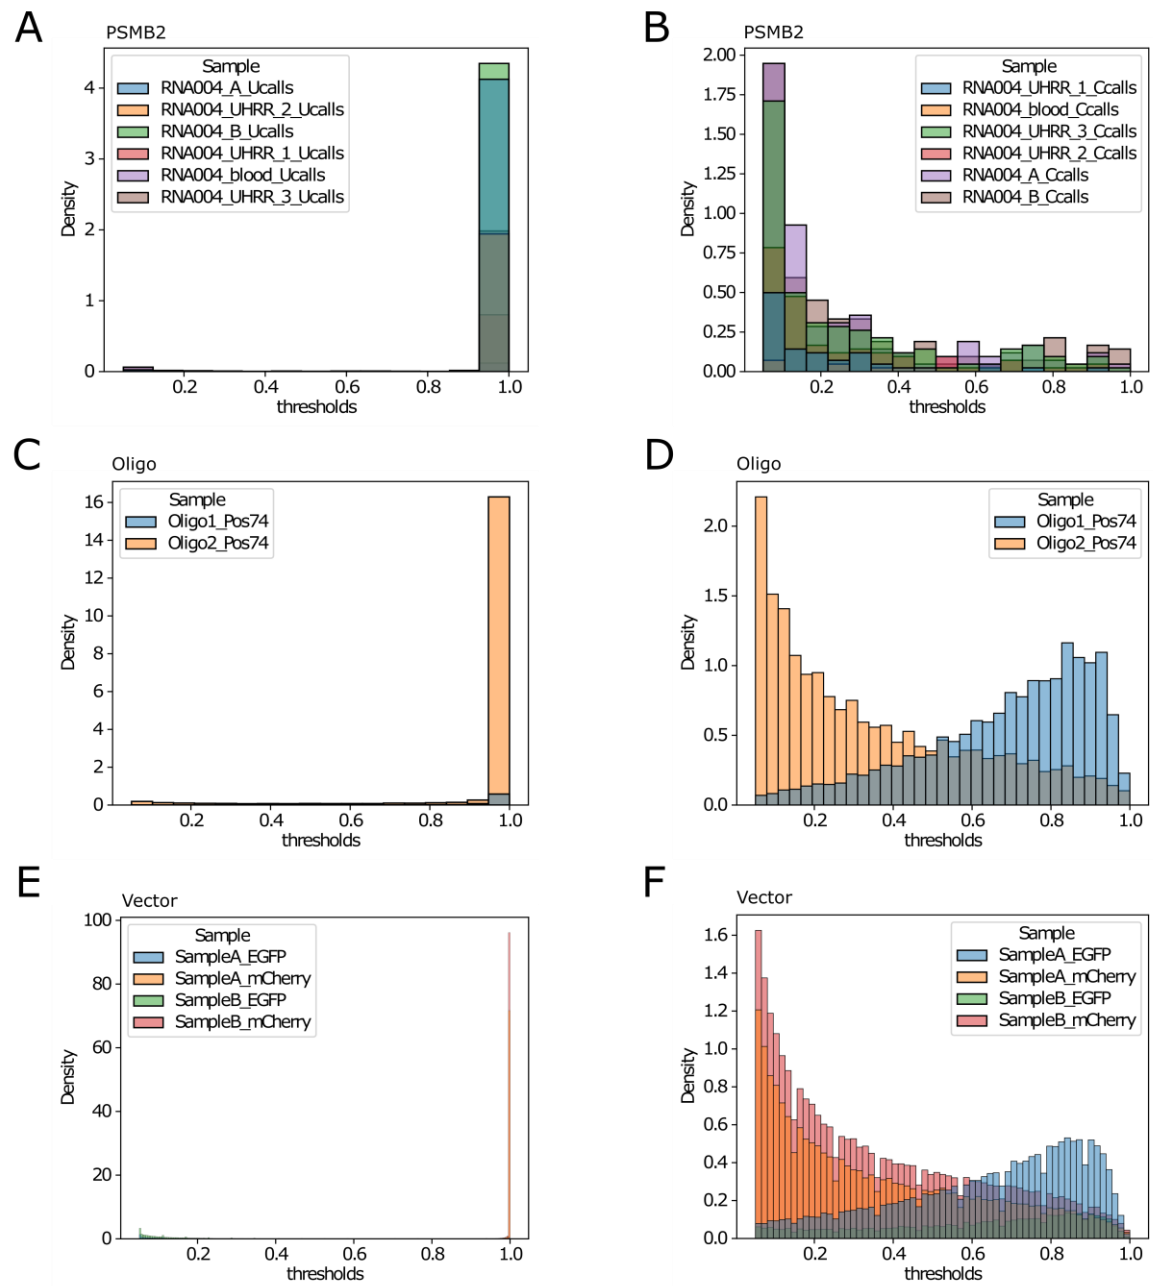 A
PSMB2
Sample
RNA004_A_Ucalls
RNA004_UHRR_2_Ucalls
RNA004_B_Ucalls
RNA004_UHRR_1_Ucalls
RNA004_blood_Ucalls
RNA004_UHRR_3_Ucalls
Density
4
3
2
1
0
0.2
0.4
0.6
0.8
1.0
thresholds
B
PSMB2
Sample
RNA004_UHRR_1_Ccalls
RNA004_blood_Ccalls
RNA004_UHRR_3_Ccalls
RNA004_UHRR_2_Ccalls
RNA004_A_Ccalls
RNA004_B_Ccalls
Density
2.00
1.75
1.50
1.25
1.00
0.75
0.50
0.25
0.00
0.2
0.4
0.6
0.8
1.0
thresholds
C
Oligo
Sample
Oligo1_Pos74
Oligo2_Pos74
Density
16
14
12
10
8
6
4
2
0
0.2
0.4
0.6
0.8
1.0
thresholds
D
Oligo
Sample
Oligo1_Pos74
Oligo2_Pos74
Density
2.0
1.5
1.0
0.5
0.0
0.2
0.4
0.6
0.8
1.0
thresholds
E
Vector
Sample
SampleA_EGFP
SampleA_mCherry
SampleB_EGFP
SampleB_mCherry
Density
100
80
60
40
20
0
0.2
0.4
0.6
0.8
1.0
thresholds
F
Vector
Sample
SampleA_EGFP
SampleA_mCherry
SampleB_EGFP
SampleB_mCherry
Density
1.6
1.4
1.2
1.0
0.8
0.6
0.4
0.2
0.0
0.2
0.4
0.6
0.8
1.0
thresholds